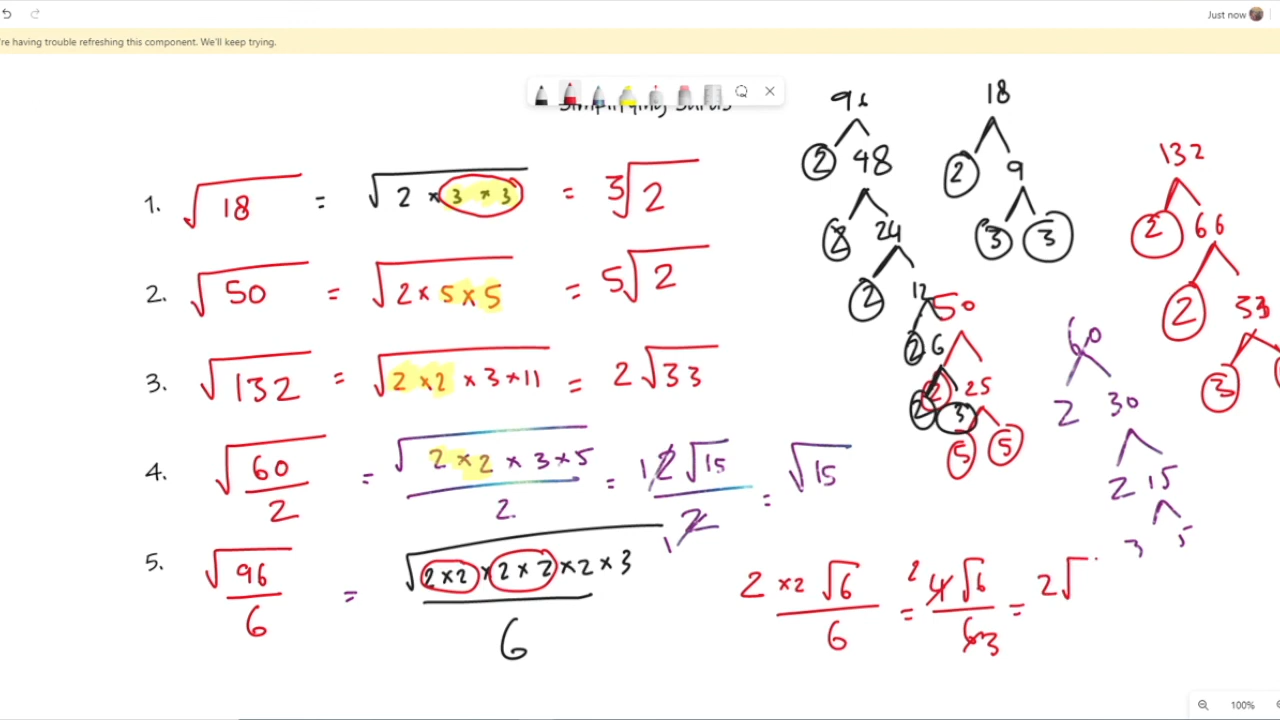 Just now
're having trouble refreshing this component. We'll keep trying.
Simplifying Surds
1. √18 = √2 × 3 × 3 = 3√2
2. √50 = √2 × 5 × 5 = 5√2
3. √132 = √2 × 2 × 3 × 11 = 2√33
4. √60 / 2 = √2 × 2 × 3 × 5 / 2 = 1 2√15 / 1 2 = √15
5. √96 / 6 = √2×2 × 2×2 × 2 × 3 / 6
2 × 2 √6 / 6 = 2 4√6 / 6 3 = 2√
96
2 48
2 24
2 12
2 6
2 3
18
2 9
3 3
50
2 25
5 5
60
2 30
2 15
3 5
132
2 66
2 33
3
100%